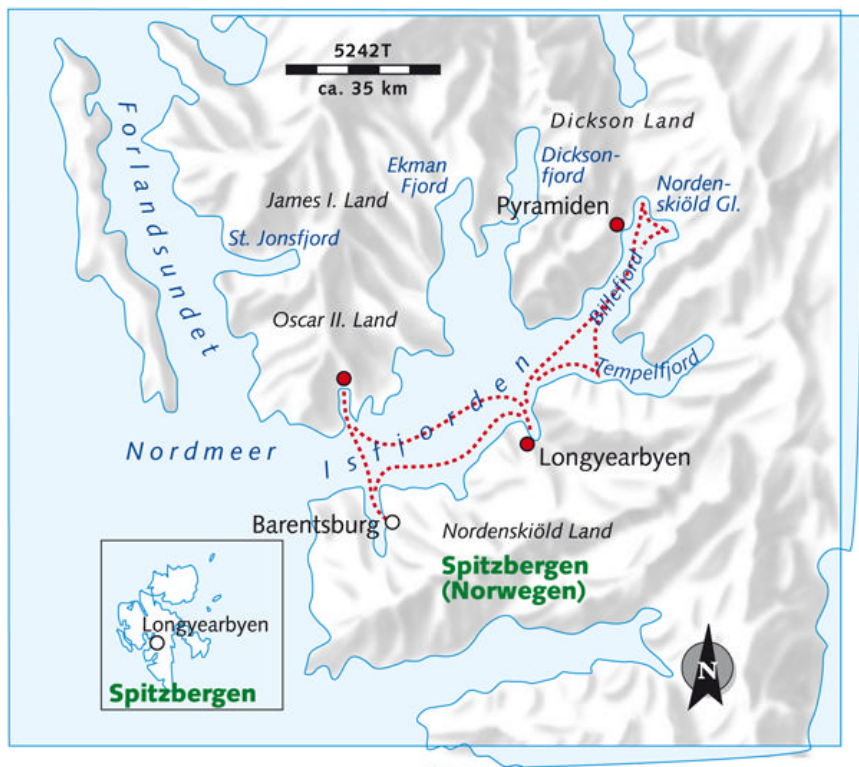 5242T
ca. 35 km
Forlandsundet
Dickson Land
Ekman
Fjord
Dickson-
fjord
James I. Land
Pyramiden
Norden-
skiöld Gl.
St. Jonsfjord
Billefjord
Oscar II. Land
Tempelfjord
Nordmeer
Isfjorden
Longyearbyen
Barentsburg
Nordenskiöld Land
Spitzbergen
(Norwegen)
Longyearbyen
Spitzbergen
N